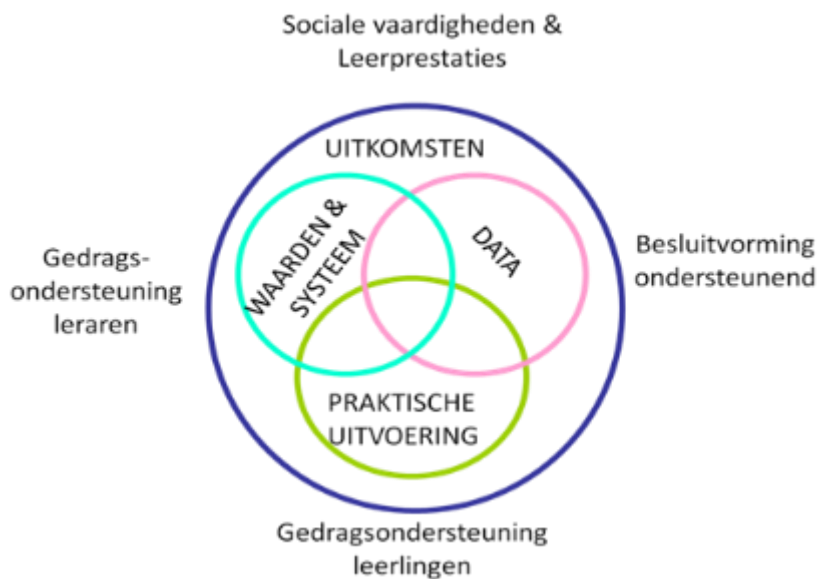 Sociale vaardigheden &
Leerprestaties
UITKOMSTEN
WAARDEN &
SYSTEEM
DATA
Gedrags-
ondersteuning
leraren
Besluitvorming
ondersteunend
PRAKTISCHE
UITVOERING
Gedragsondersteuning
leerlingen